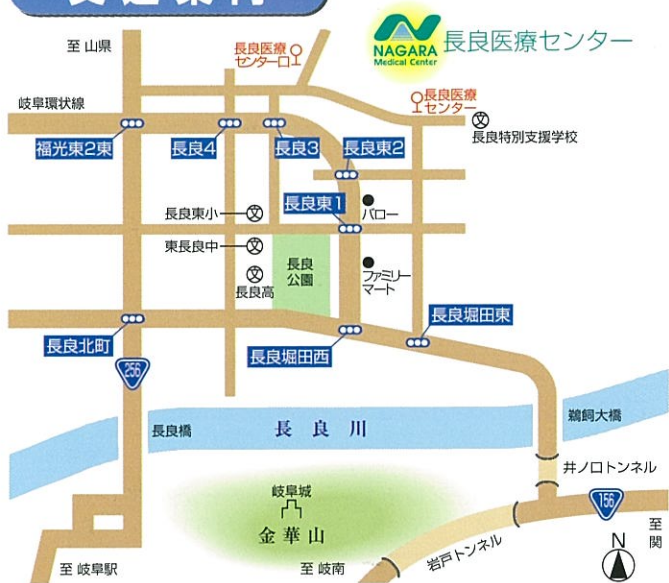 NAGARA
Medical Center
長良医療センター
至 山県
長良医療
センター口
岐阜環状線
長良医療
センター
長良特別支援学校
福光東2東
長良4
長良3
長良東2
長良東小
長良東1
バロー
東長良中
長良
公園
ファミリー
マート
長良高
長良北町
長良堀田西
長良堀田東
256
長良橋
長良川
鵜飼大橋
井ノ口トンネル
岐阜城
金華山
156
至
関
至 岐阜駅
至 岐南
岩戸トンネル
N